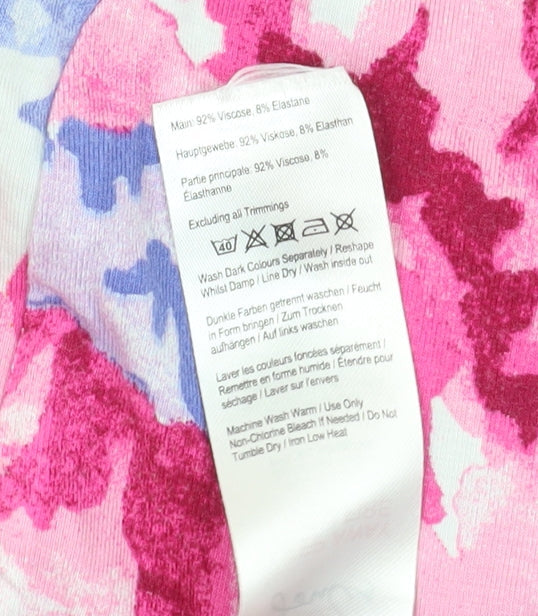 Main: 92% Viscose, 8% Elastane
Hauptgewebe: 92% Viskose, 8% Elasthan
Partie principale: 92% Viscose, 8%
Élasthanne
Excluding all Trimmings
40
Wash Dark Colours Separately / Reshape
Whilst Damp / Line Dry / Wash inside out
Dunkle Farben getrennt waschen / Feucht
in Form bringen / Zum Trocknen
aufhängen / Auf links waschen
Laver les couleurs foncées séparément /
Remettre en forme humide / Étendre pour
séchage / Laver sur l'envers
Machine Wash Warm / Use Only
Non-Chlorine Bleach If Needed / Do Not
Tumble Dry / Iron Low Heat